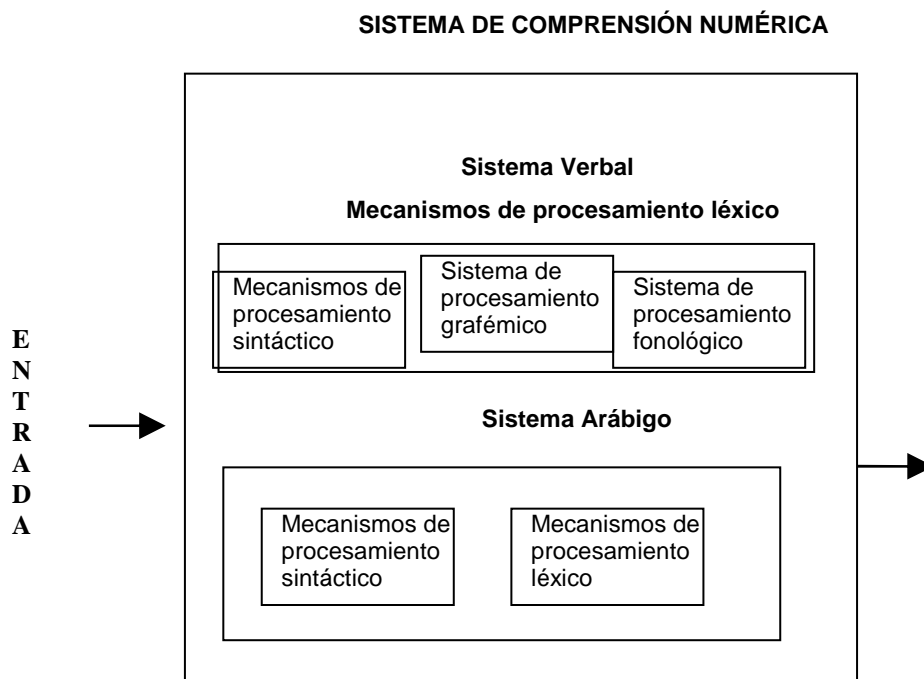 SISTEMA DE COMPRENSIÓN NUMÉRICA
Sistema Verbal
Mecanismos de procesamiento léxico
Mecanismos de
procesamiento
sintáctico
Sistema de
procesamiento
grafémico
Sistema de
procesamiento
fonológico
E
N
T
R
A
D
A
Sistema Arábigo
Mecanismos de
procesamiento
sintáctico
Mecanismos de
procesamiento
léxico